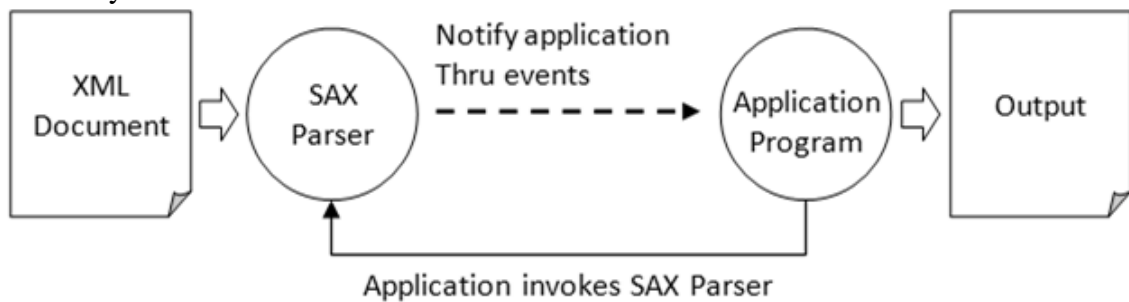 XML
Document
SAX
Parser
Notify application
Thru events
Application
Program
Output
Application invokes SAX Parser